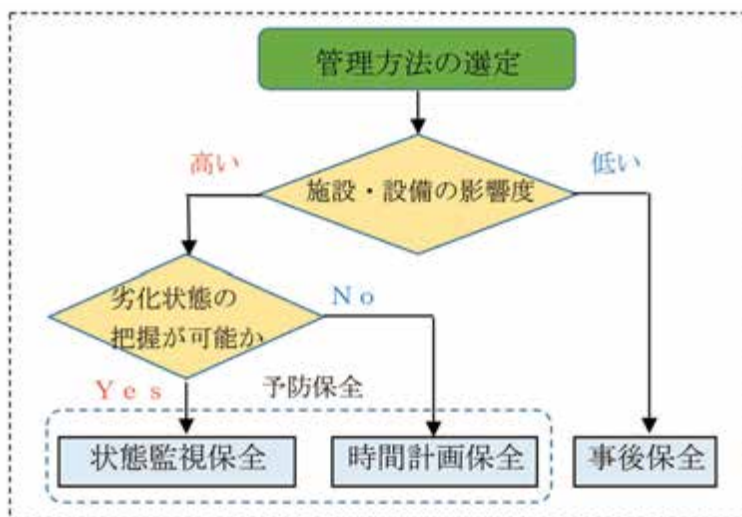 管理方法の選定
高い
低い
施設・設備の影響度
劣化状態の
把握が可能か
Ｎｏ
Ｙｅｓ
予防保全
状態監視保全
時間計画保全
事後保全